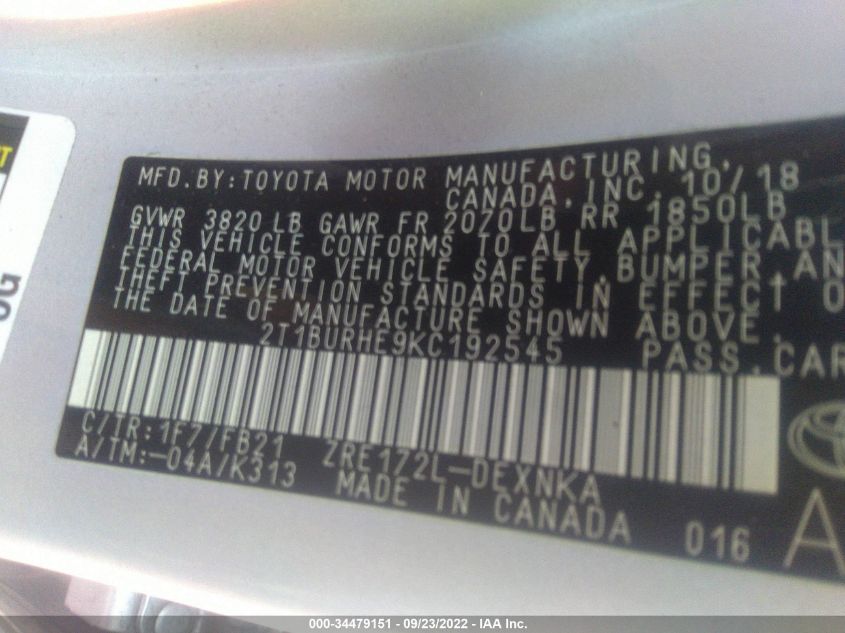 MFD.BY:TOYOTA MOTOR MANUFACTURING,
CANADA,INC. 10/18
GVWR 3820 LB GAWR FR 2070LB RR 1850LB
THIS VEHICLE CONFORMS TO ALL APPLICABL
FEDERAL MOTOR VEHICLE SAFETY,BUMPER,AN
THEFT PREVENTION STANDARDS IN EFFECT O
THE DATE OF MANUFACTURE SHOWN ABOVE.
2T1BURHE9KC192545 PASS.CAR
C/TR:1F7/FB21 ZRE172L-DEXNKA
A/TM:-04A/K313 MADE IN CANADA 016 A
000-34479151 - 09/23/2022 - IAA Inc.